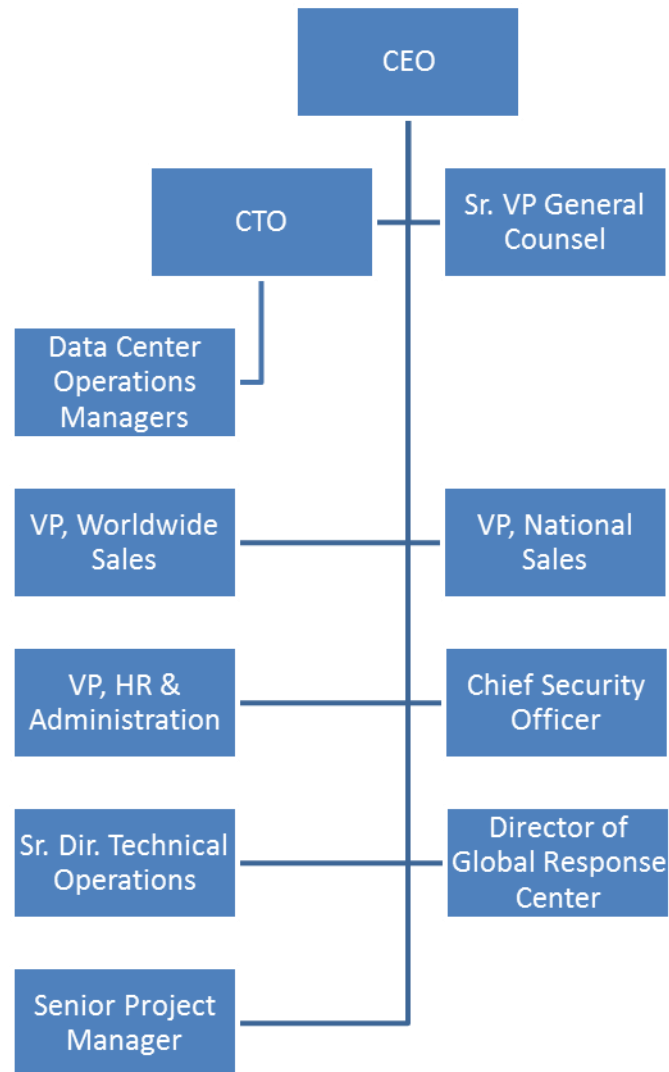 CEO
CTO
Sr. VP General
Counsel
Data Center
Operations
Managers
VP, Worldwide
Sales
VP, National
Sales
VP, HR &
Administration
Chief Security
Officer
Sr. Dir. Technical
Operations
Director of
Global Response
Center
Senior Project
Manager